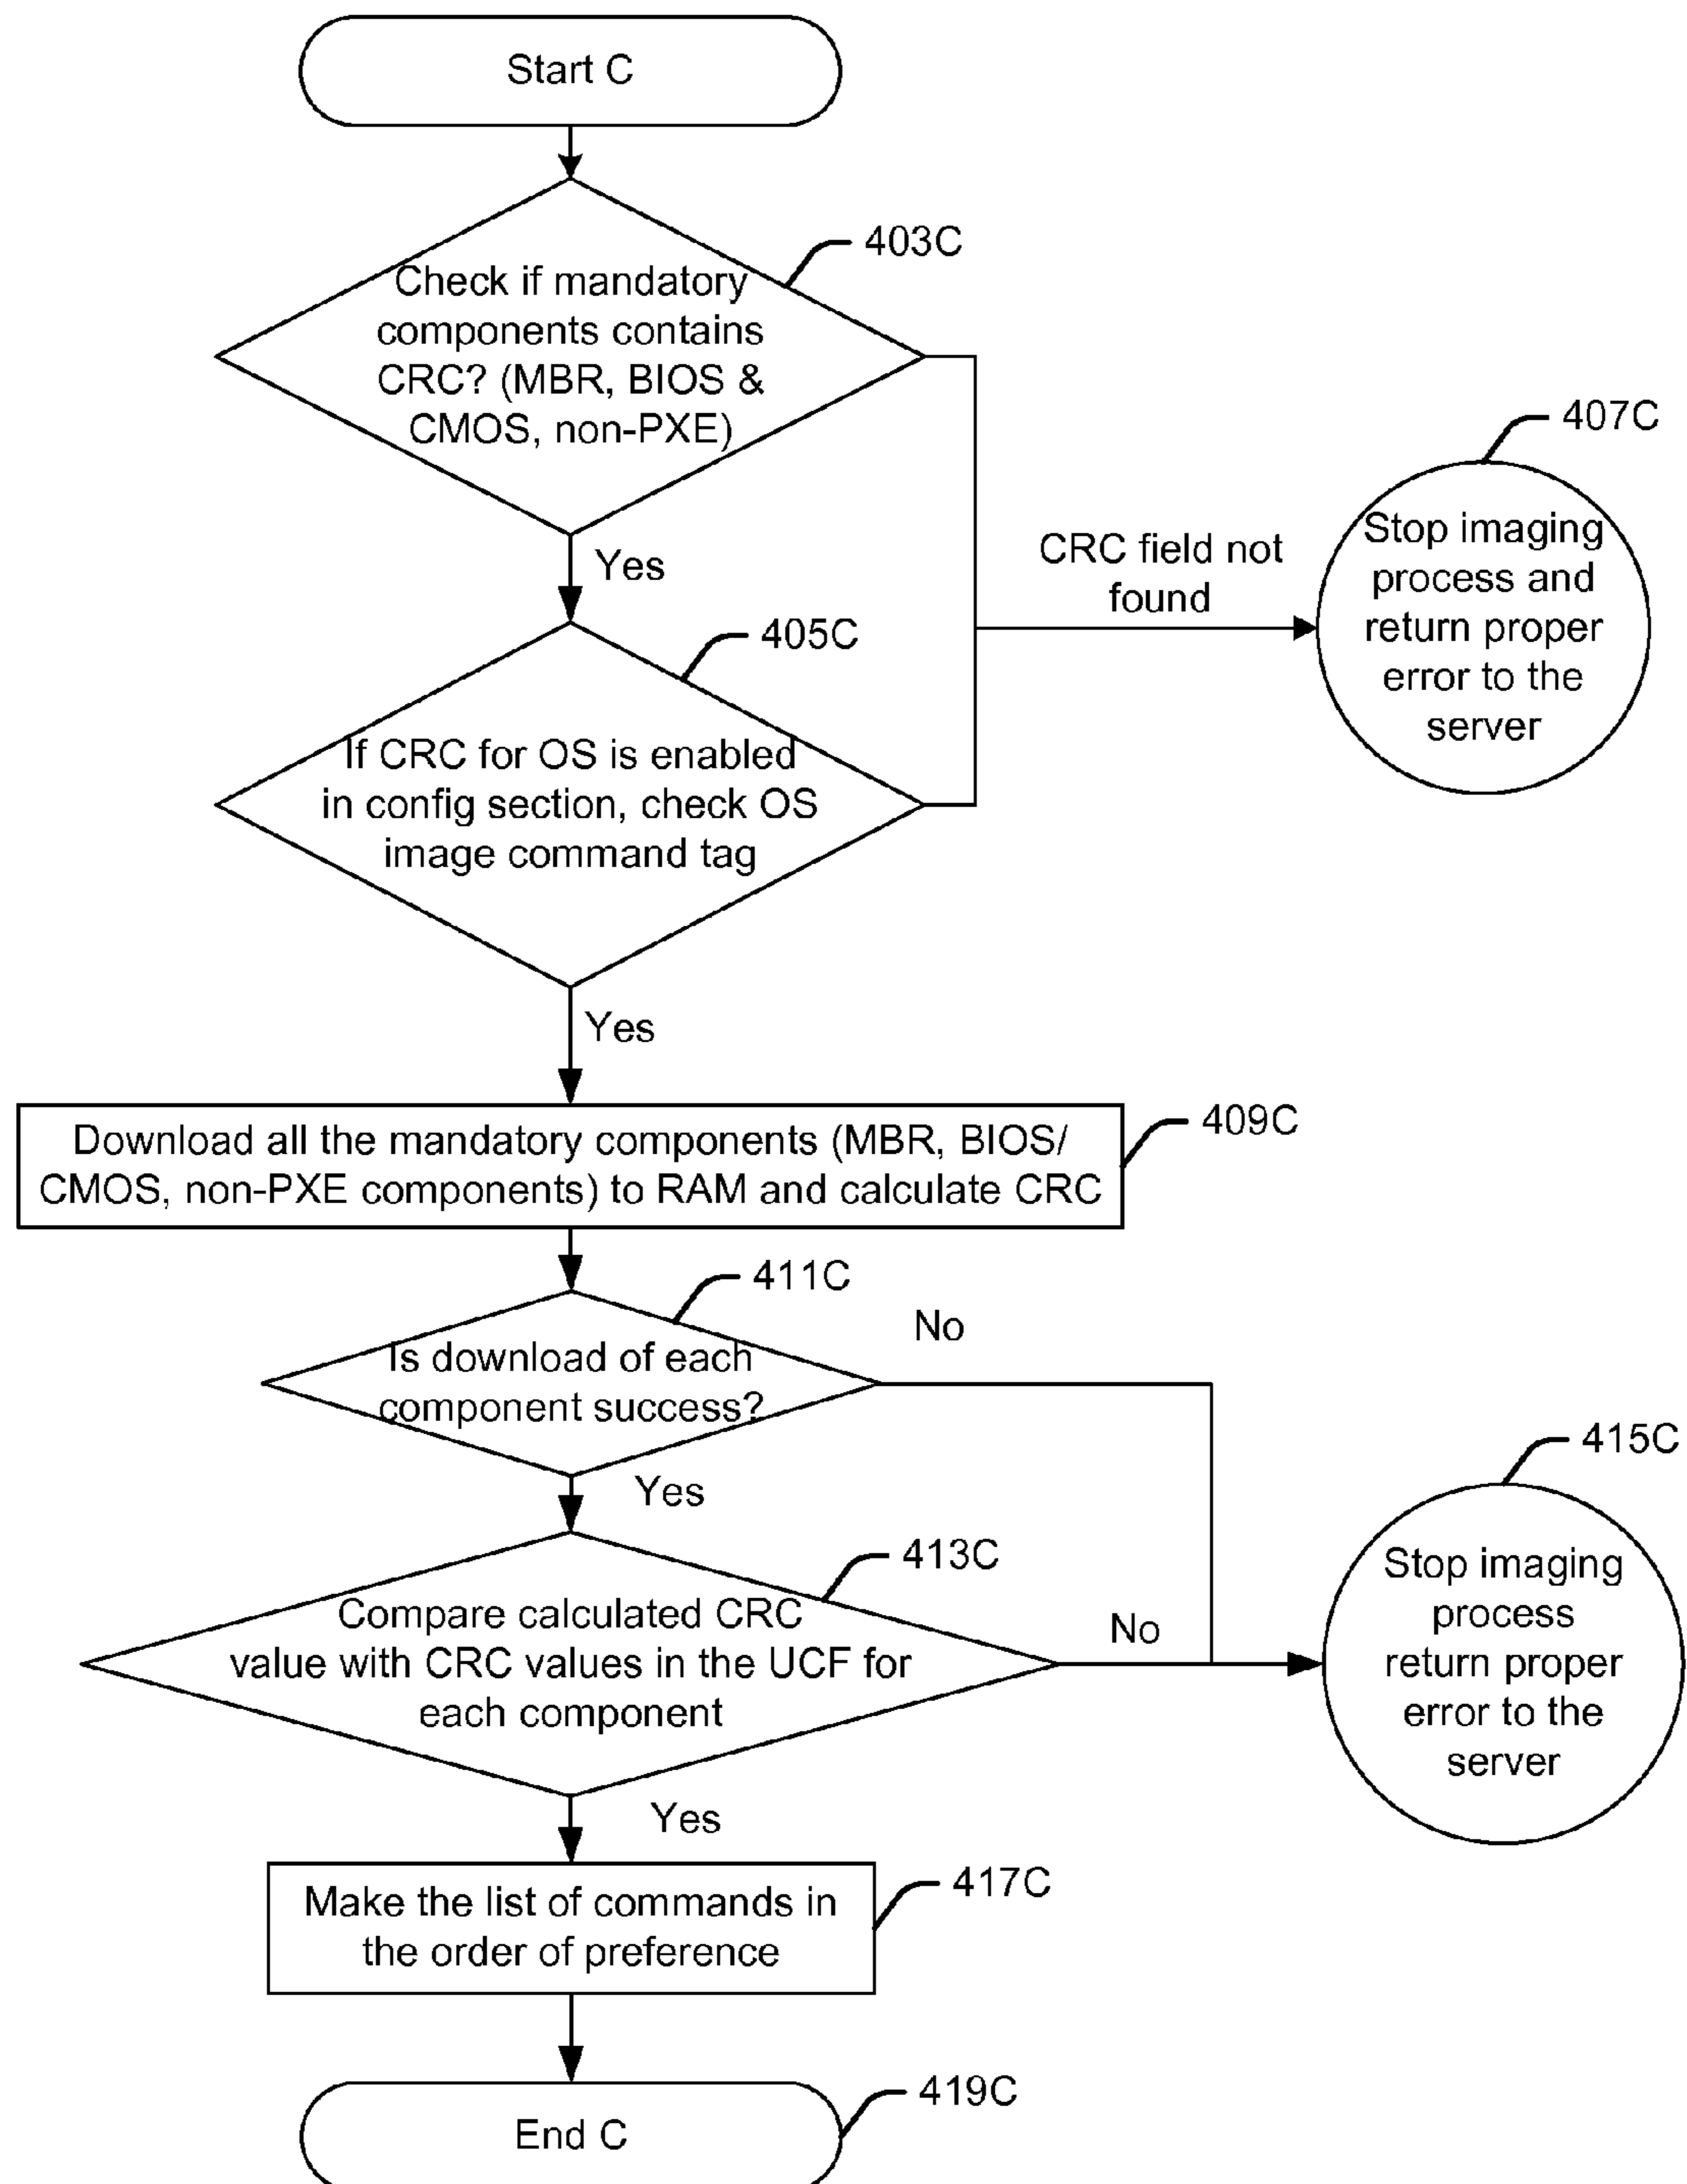 Start C
403C
Check if mandatory
components contains
CRC? (MBR, BIOS &
CMOS, non-PXE)
407C
Stop imaging
process and
return proper
error to the
server
CRC field not
found
Yes
405C
If CRC for OS is enabled
in config section, check OS
image command tag
Yes
409C
Download all the mandatory components (MBR, BIOS/
CMOS, non-PXE components) to RAM and calculate CRC
411C
No
Is download of each
component success?
Yes
415C
413C
Compare calculated CRC
value with CRC values in the UCF for
each component
No
Stop imaging
process
return proper
error to the
server
Yes
417C
Make the list of commands in
the order of preference
419C
End C